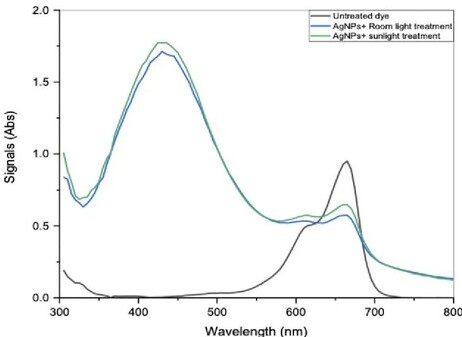 2.0
1.5
1.0
0.5
0.0
Signals (Abs)
Untreated dye
AgNPs+ Room light treatment
AgNPs+ sunlight treatment
300 400 500 600 700 800
Wavelength (nm)